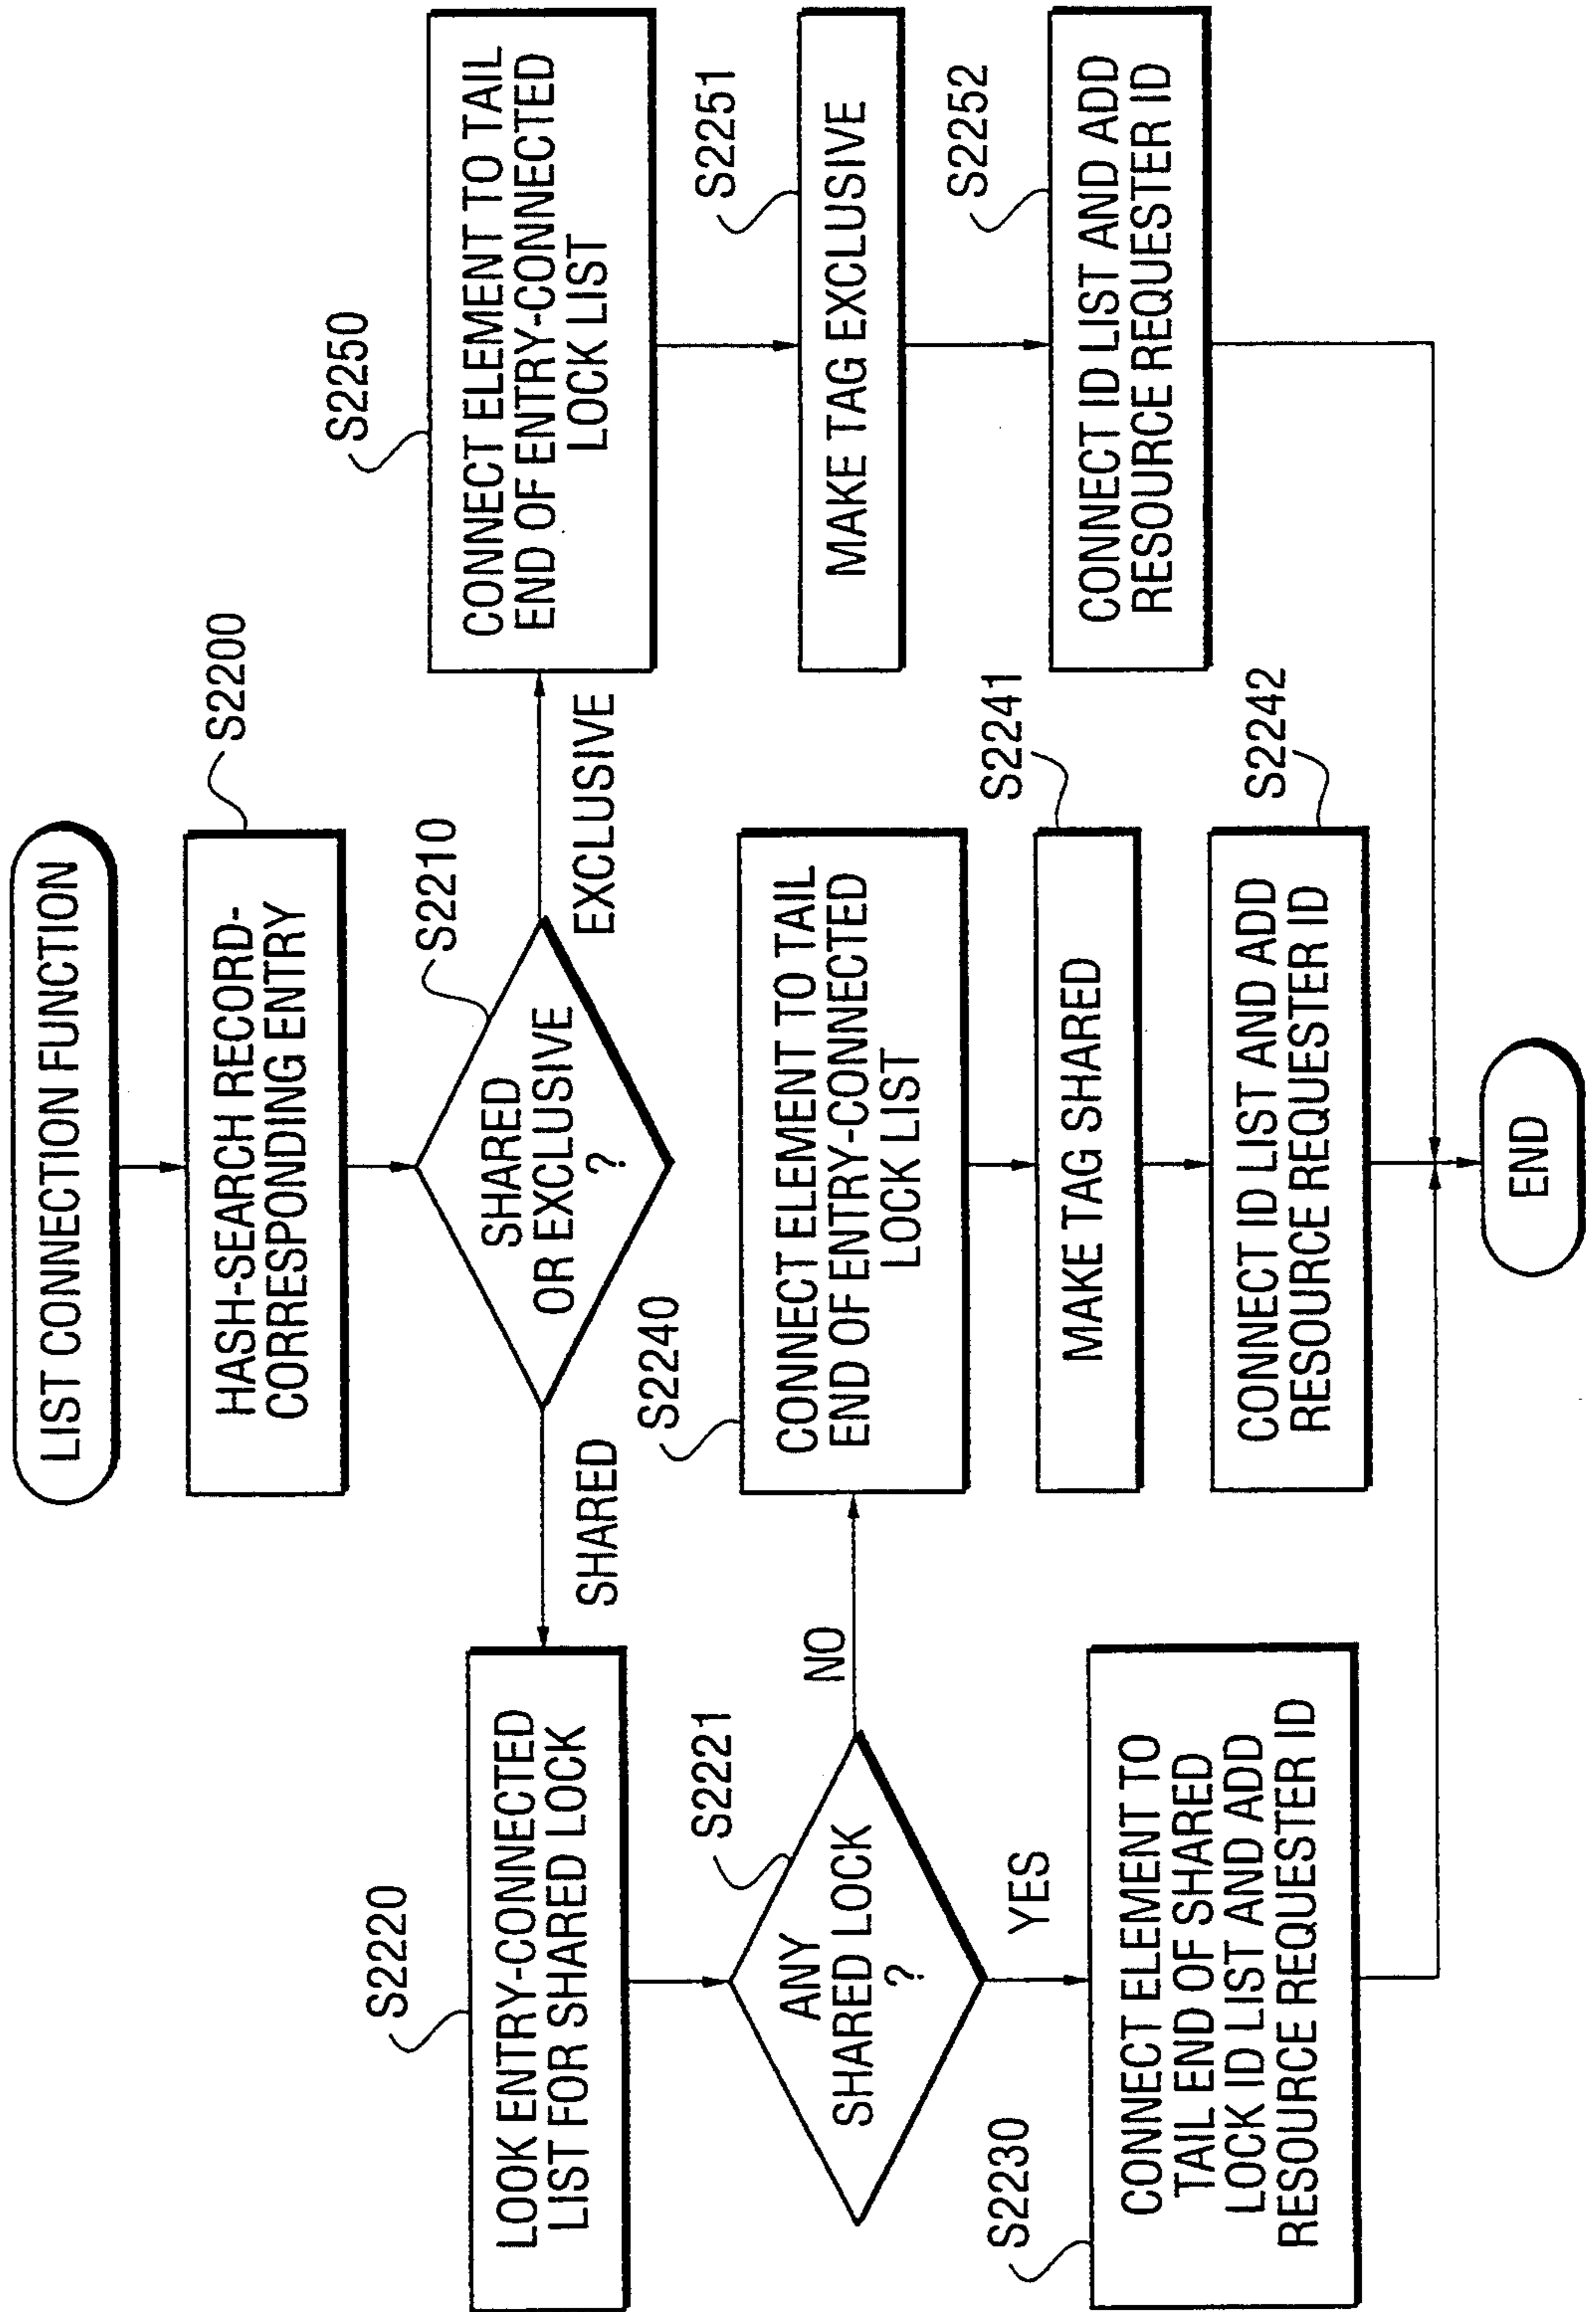 LIST CONNECTION FUNCTION
S2200
HASH-SEARCH RECORD-
CORRESPONDING ENTRY
S2210
SHARED
OR EXCLUSIVE
?
SHARED
EXCLUSIVE
S2220
LOOK ENTRY-CONNECTED
LIST FOR SHARED LOCK
S2221
ANY
SHARED LOCK
?
NO
YES
S2230
CONNECT ELEMENT TO
TAIL END OF SHARED
LOCK ID LIST AND ADD
RESOURCE REQUESTER ID
S2240
CONNECT ELEMENT TO TAIL
END OF ENTRY-CONNECTED
LOCK LIST
S2241
MAKE TAG SHARED
S2242
CONNECT ID LIST AND ADD
RESOURCE REQUESTER ID
S2250
CONNECT ELEMENT TO TAIL
END OF ENTRY-CONNECTED
LOCK LIST
S2251
MAKE TAG EXCLUSIVE
S2252
CONNECT ID LIST AND ADD
RESOURCE REQUESTER ID
END